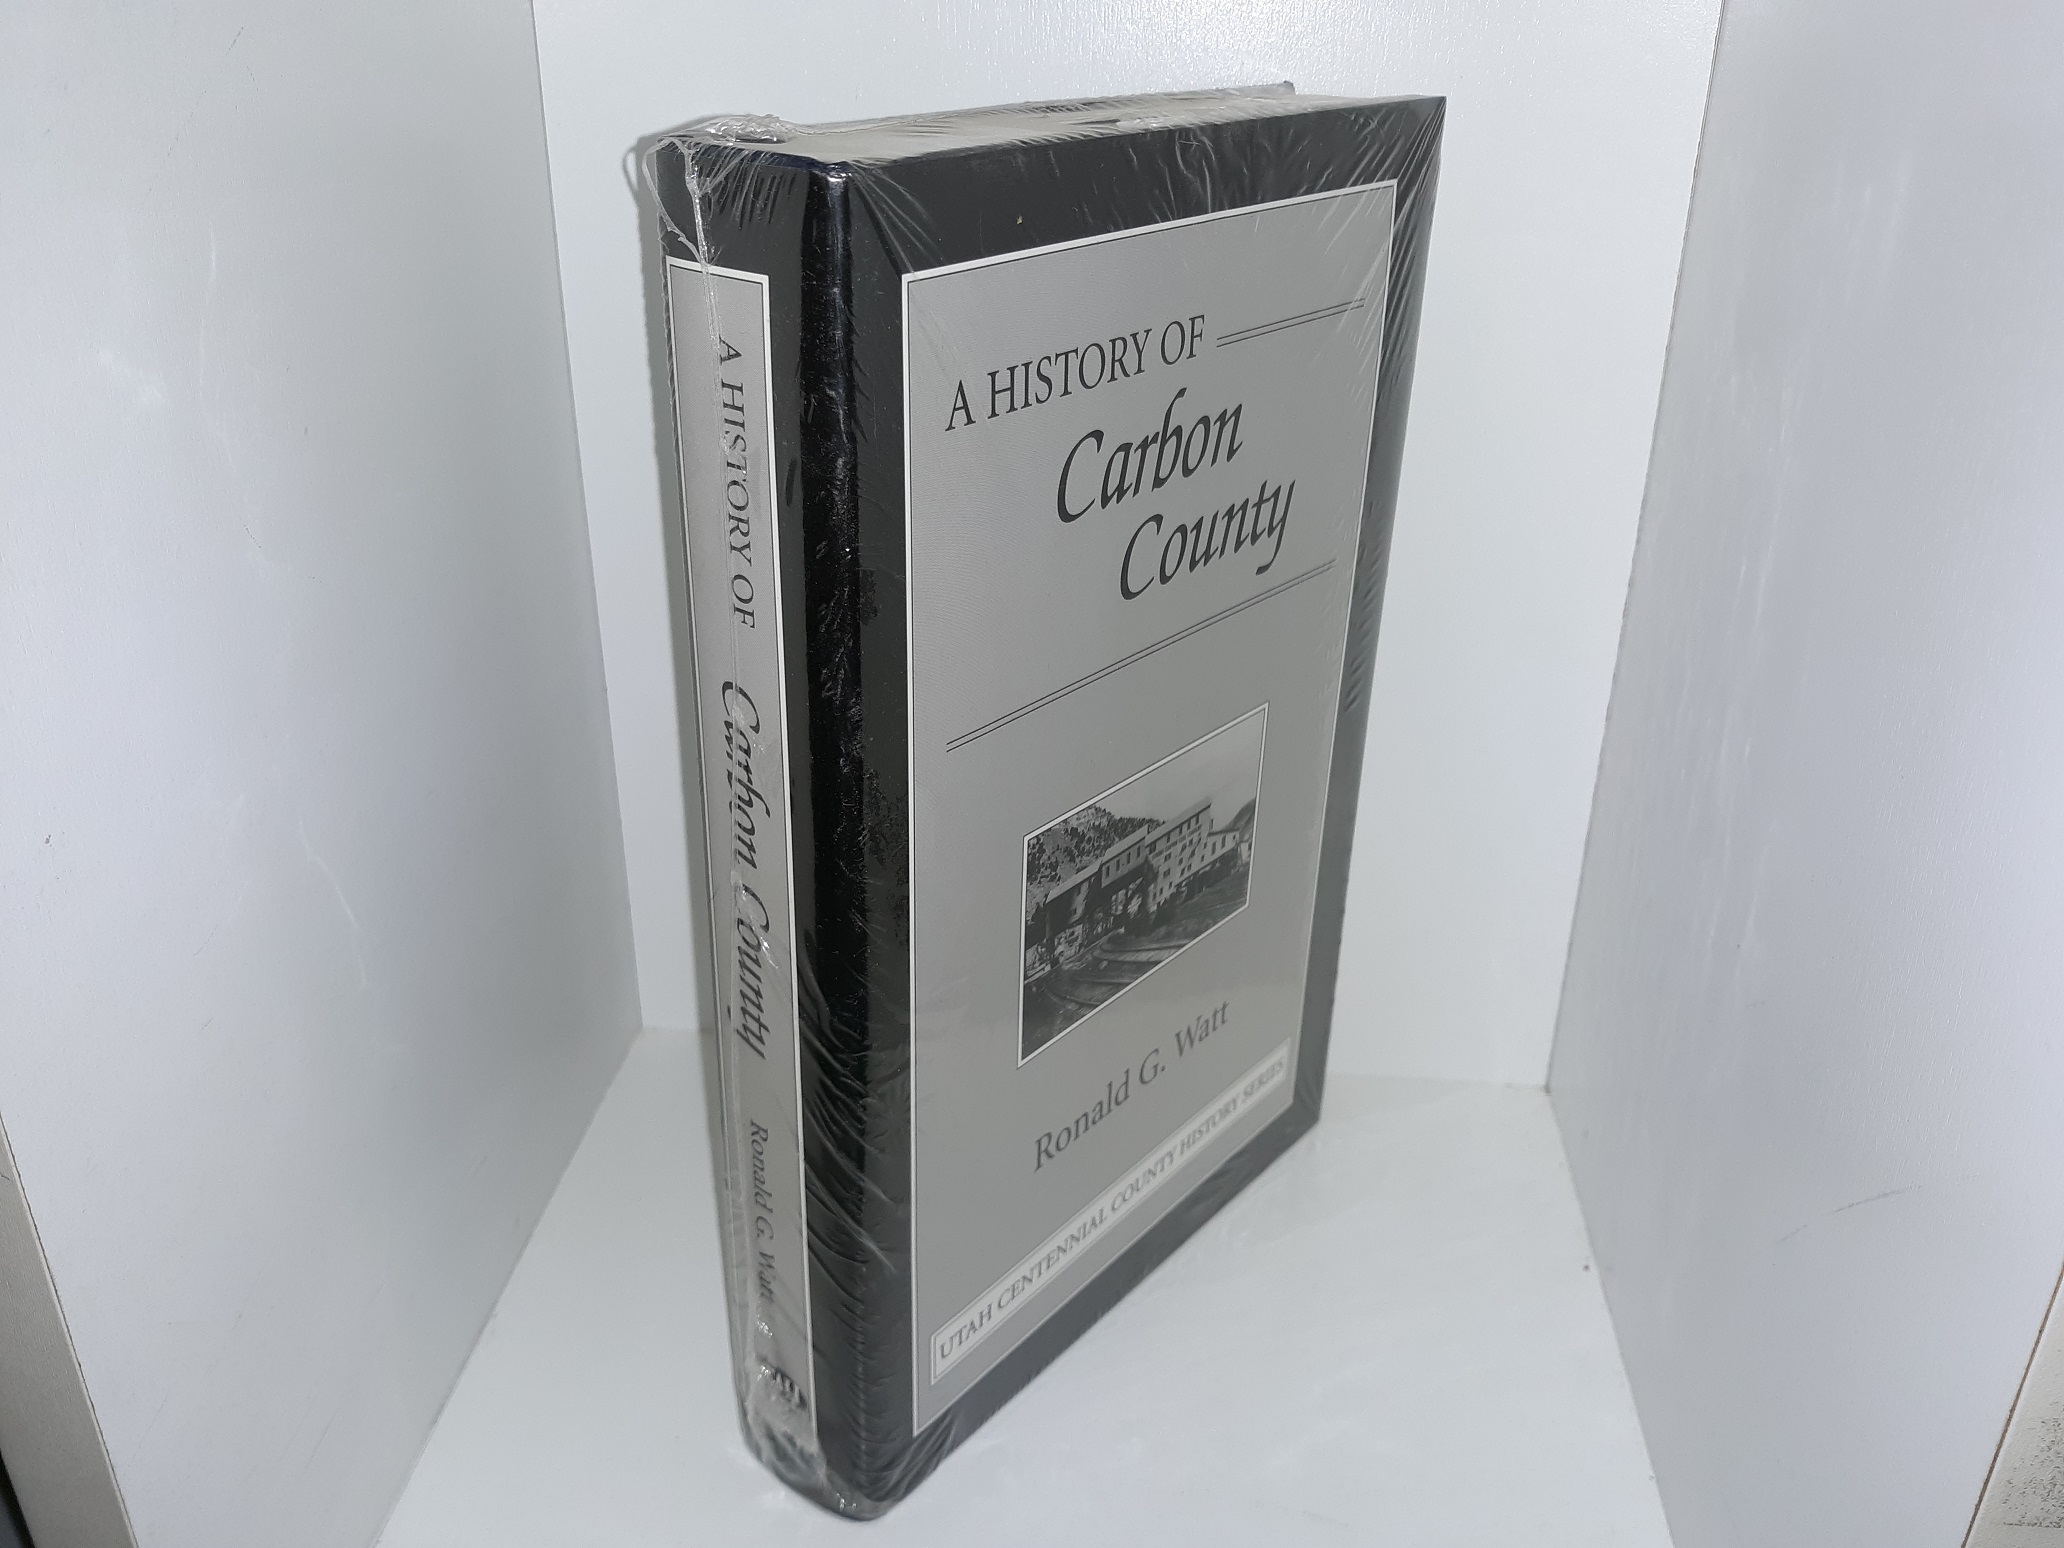 A HISTORY OF
Carbon
County
Ronald G. Watt
UTAH CENTENNIAL COUNTY HISTORY SERIES
A HISTORY OF Carbon County Ronald G. Watt